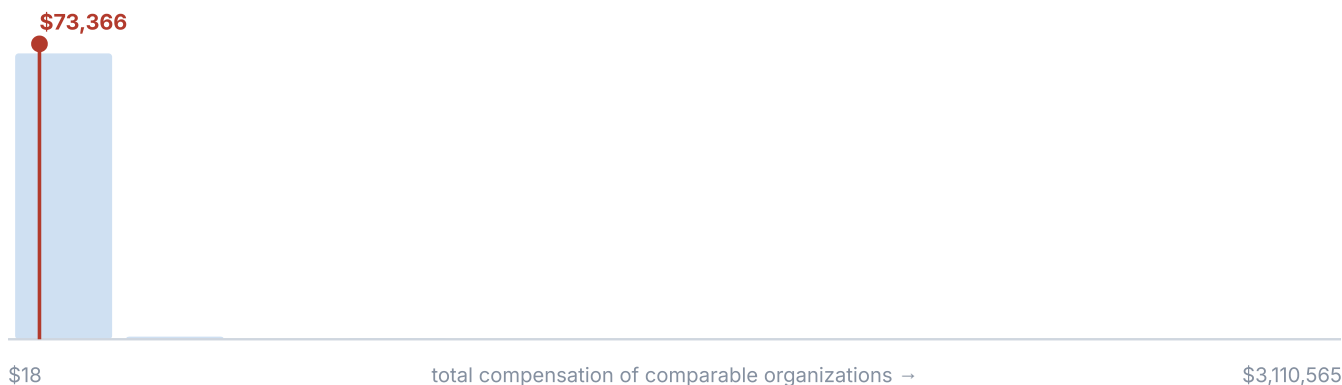 $73,366
$18
total compensation of comparable organizations →
$3,110,565